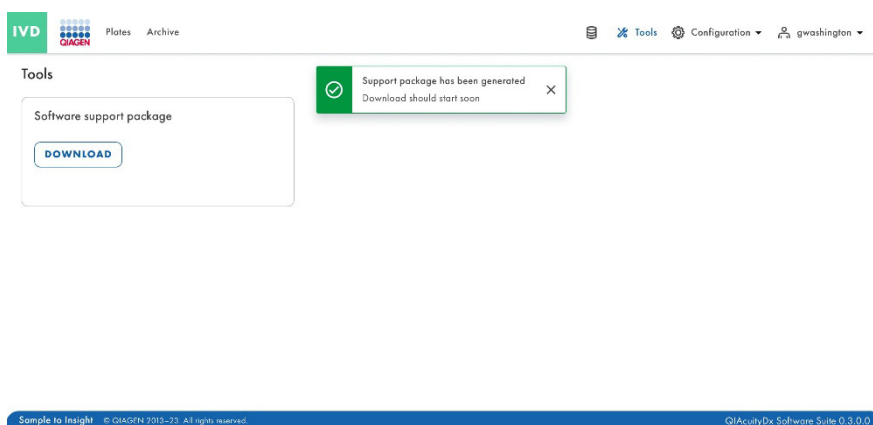 IVD
QIAGEN
Plates Archive
Tools Configuration gwashington
Tools
Support package has been generated
Download should start soon
Software support package
DOWNLOAD
Sample to Insight © QIAGEN 2013–23. All rights reserved.
QIAcuityDx Software Suite 0.3.0.0